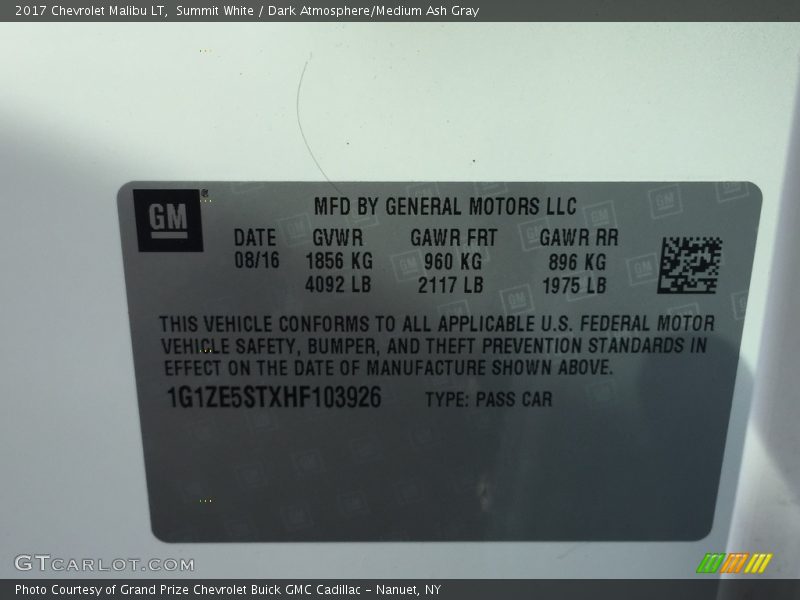 2017 Chevrolet Malibu LT, Summit White / Dark Atmosphere/Medium Ash Gray
GM ®
MFD BY GENERAL MOTORS LLC
DATE GVWR GAWR FRT GAWR RR
08/16 1856 KG 960 KG 896 KG
4092 LB 2117 LB 1975 LB
THIS VEHICLE CONFORMS TO ALL APPLICABLE U.S. FEDERAL MOTOR
VEHICLE SAFETY, BUMPER, AND THEFT PREVENTION STANDARDS IN
EFFECT ON THE DATE OF MANUFACTURE SHOWN ABOVE.
1G1ZE5STXHF103926 TYPE: PASS CAR
GTCARLOT.COM
Photo Courtesy of Grand Prize Chevrolet Buick GMC Cadillac - Nanuet, NY